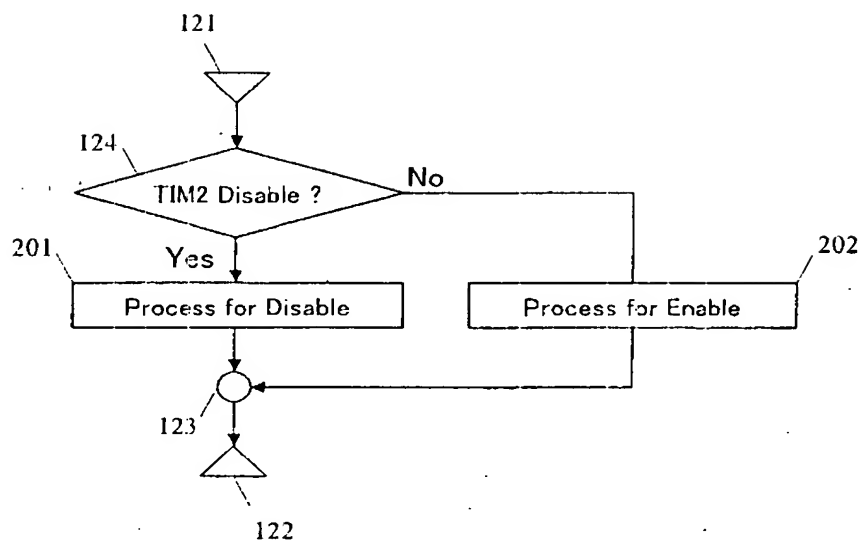 121
124
TIM2 Disable ?
No
201
Yes
202
Process for Disable
Process for Enable
123
122